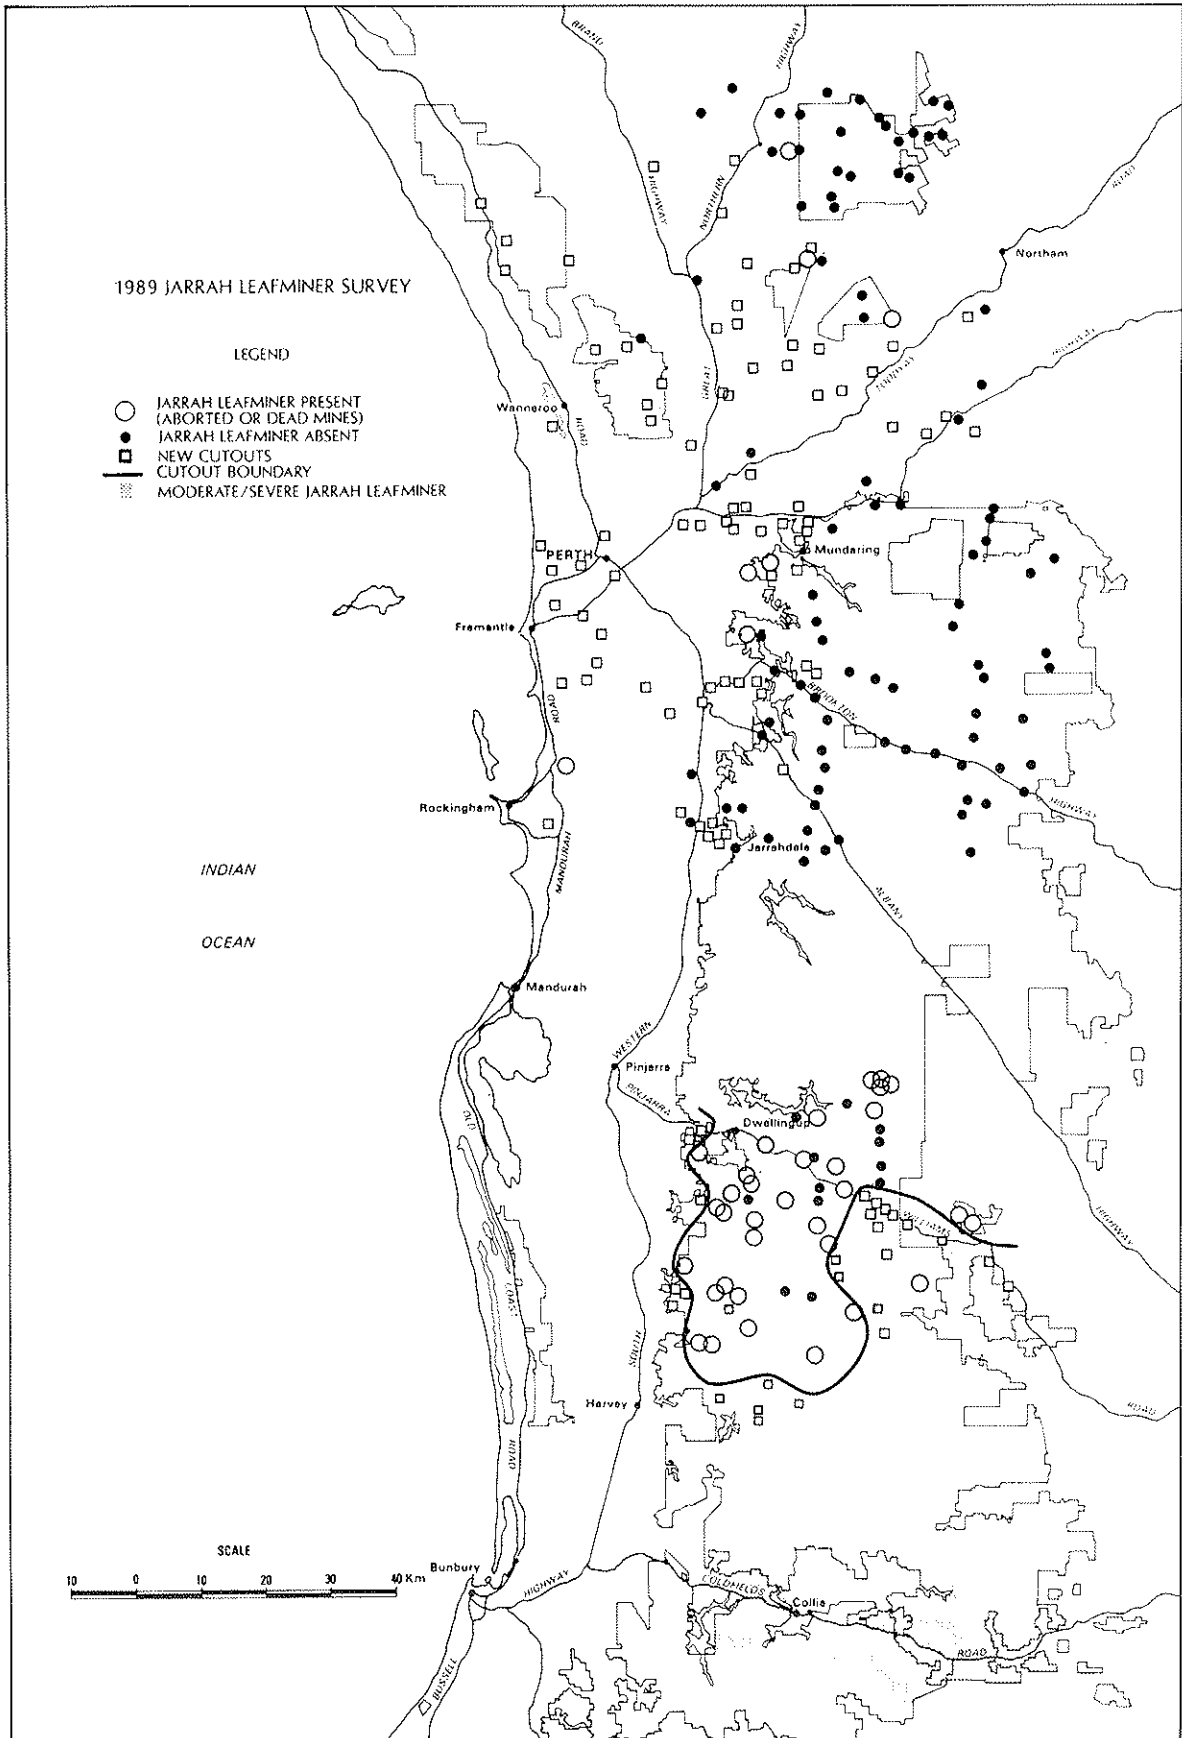 BRAND
HIGHWAY
HIGHWAY
NORTHERN
ROAD
Northam
1989 JARRAH LEAFMINER SURVEY
LEGEND
JARRAH LEAFMINER PRESENT
(ABORTED OR DEAD MINES)
JARRAH LEAFMINER ABSENT
NEW CUTOUTS
CUTOUT BOUNDARY
MODERATE/SEVERE JARRAH LEAFMINER
HIGHWAY
TOODYAY
GREAT
Wanneroo
ROAD
PERTH
Mundaring
Fremantle
ROAD
BROOKTON
HIGHWAY
Rockingham
MANDURAH
Jarrahdale
INDIAN
OCEAN
ALBANY
Mandurah
WESTERN
Pinjarra
PINJARRA
OLD
Dwellingup
WILLIAMS
HIGHWAY
COAST
SOUTH
Harvey
ROAD
ROAD
SCALE
10 0 10 20 30 40 Km
Bunbury
HIGHWAY
COLDFIELDS
Collie
ROAD
BUSSELL